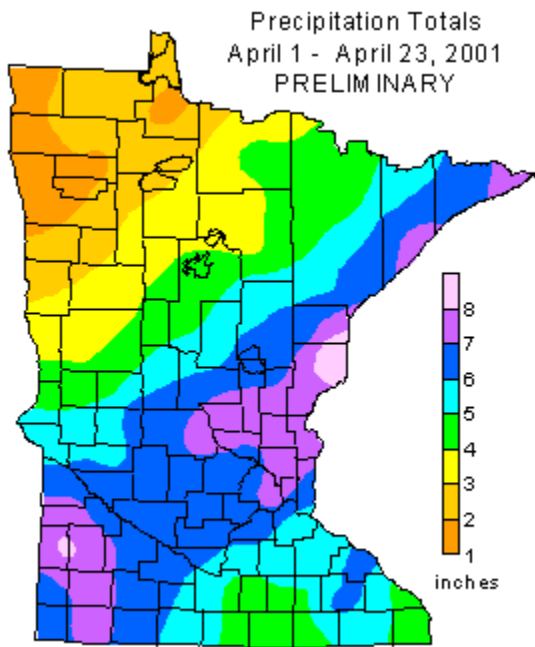 Precipitation Totals
April 1 - April 23, 2001
PRELIMINARY
8
7
6
5
4
3
2
1
inches